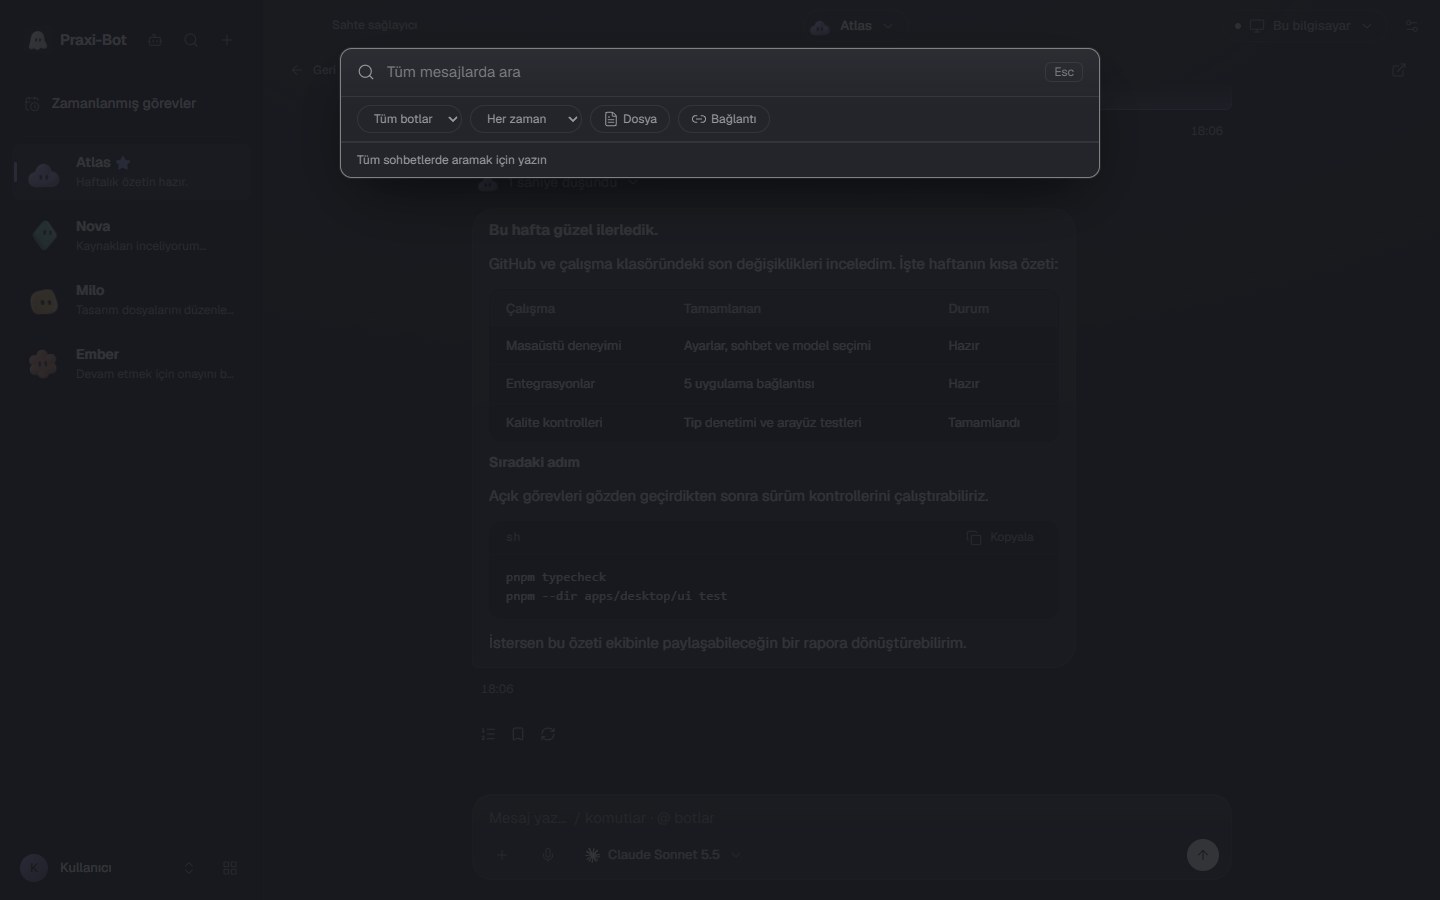 Praxi-Bot
Sahte sağlayıcı
Atlas
Bu bilgisayar
Geri
Tüm mesajlarda ara
Esc
Tüm botlar
Her zaman
Dosya
Bağlantı
Tüm sohbetlerde aramak için yazın
Zamanlanmış görevler
Atlas
Haftalık özetin hazır.
Nova
Kaynakları inceliyorum...
Milo
Tasarım dosyalarını düzenle...
Ember
Devam etmek için onayını b...
18:06
1 saniye düşündü
Bu hafta güzel ilerledik.
GitHub ve çalışma klasöründeki son değişiklikleri inceledim. İşte haftanın kısa özeti:
Çalışma Tamamlanan Durum
Masaüstü deneyimi Ayarlar, sohbet ve model seçimi Hazır
Entegrasyonlar 5 uygulama bağlantısı Hazır
Kalite kontrolleri Tip denetimi ve arayüz testleri Tamamlandı
Sıradaki adım
Açık görevleri gözden geçirdikten sonra sürüm kontrollerini çalıştırabiliriz.
sh
Kopyala
pnpm typecheck
pnpm --dir apps/desktop/ui test
İstersen bu özeti ekibinle paylaşabileceğin bir rapora dönüştürebilirim.
18:06
Mesaj yaz... / komutlar @ botlar
Claude Sonnet 5.5
K
Kullanıcı